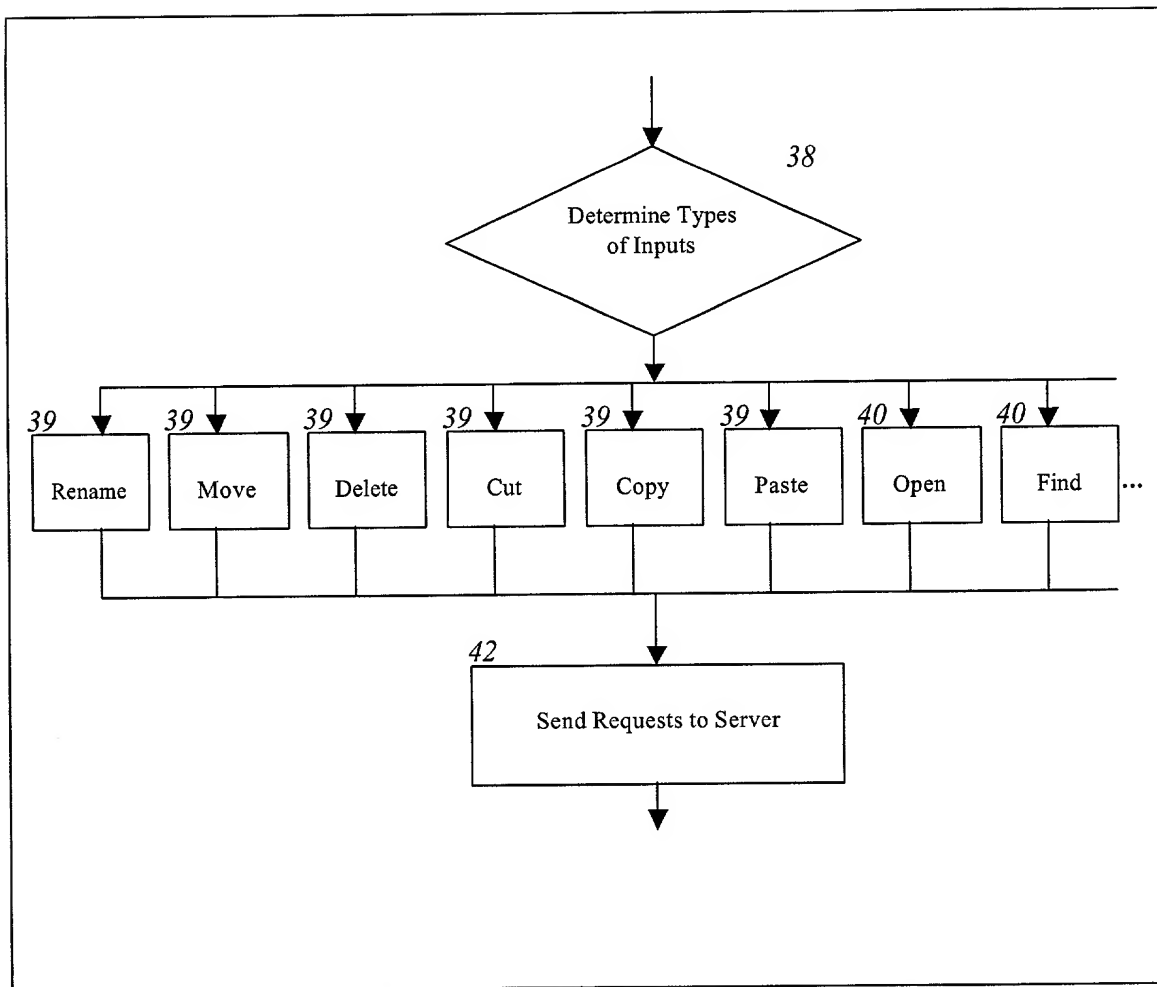 38
Determine Types
of Inputs
39 39 39 39 39 39 40 40
Rename Move Delete Cut Copy Paste Open Find ...
42
Send Requests to Server